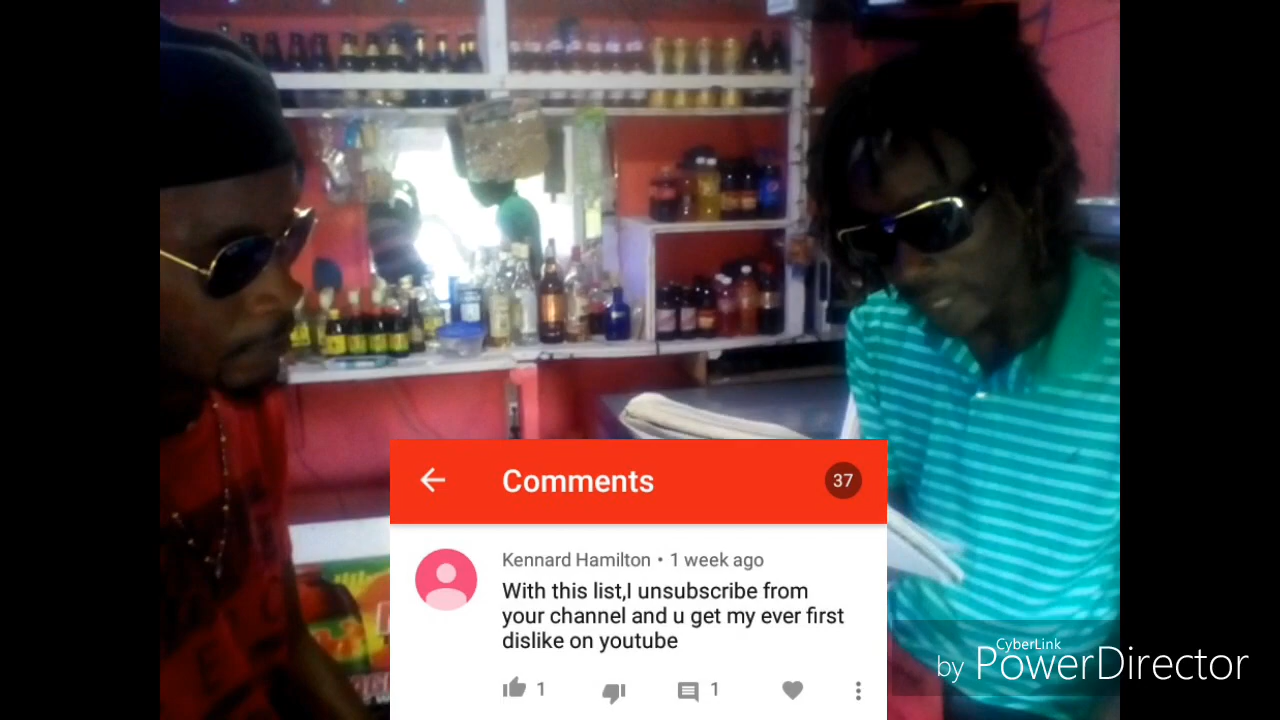 Comments
37
Kennard Hamilton • 1 week ago
With this list,I unsubscribe from
your channel and u get my ever first
dislike on youtube
1
1
CyberLink
by PowerDirector